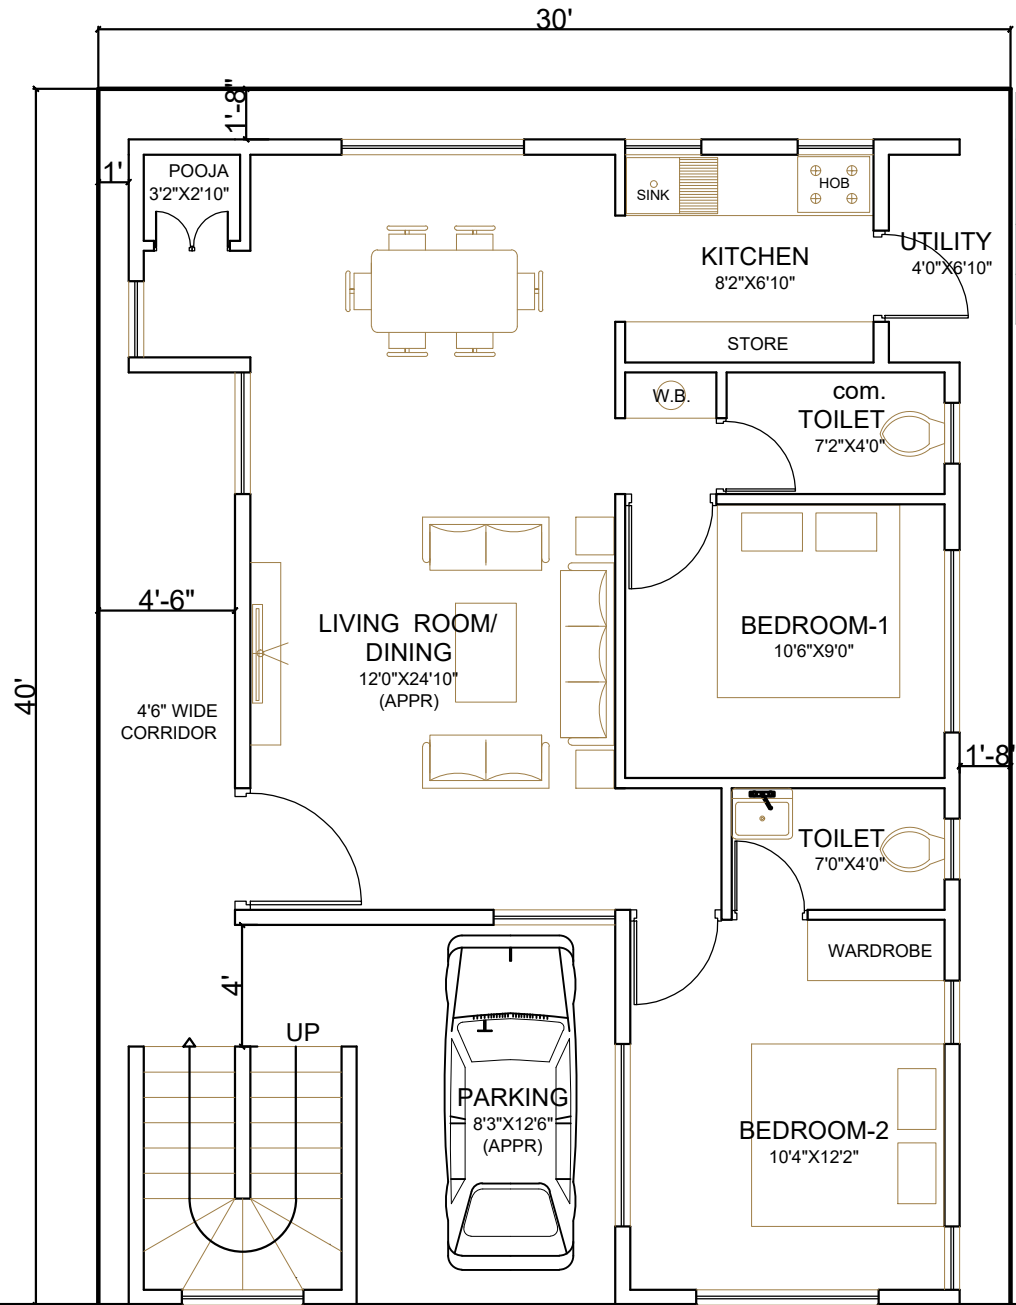 30'
1'-8"
1'
POOJA
3'2"X2'10"
SINK
HOB
KITCHEN
8'2"X6'10"
UTILITY
4'0"X6'10"
STORE
W.B.
com.
TOILET
7'2"X4'0"
4'-6"
LIVING ROOM/
DINING
12'0"X24'10"
(APPR)
BEDROOM-1
10'6"X9'0"
40'
4'6" WIDE
CORRIDOR
1'-8"
TOILET
7'0"X4'0"
WARDROBE
4'
UP
PARKING
8'3"X12'6"
(APPR)
BEDROOM-2
10'4"X12'2"